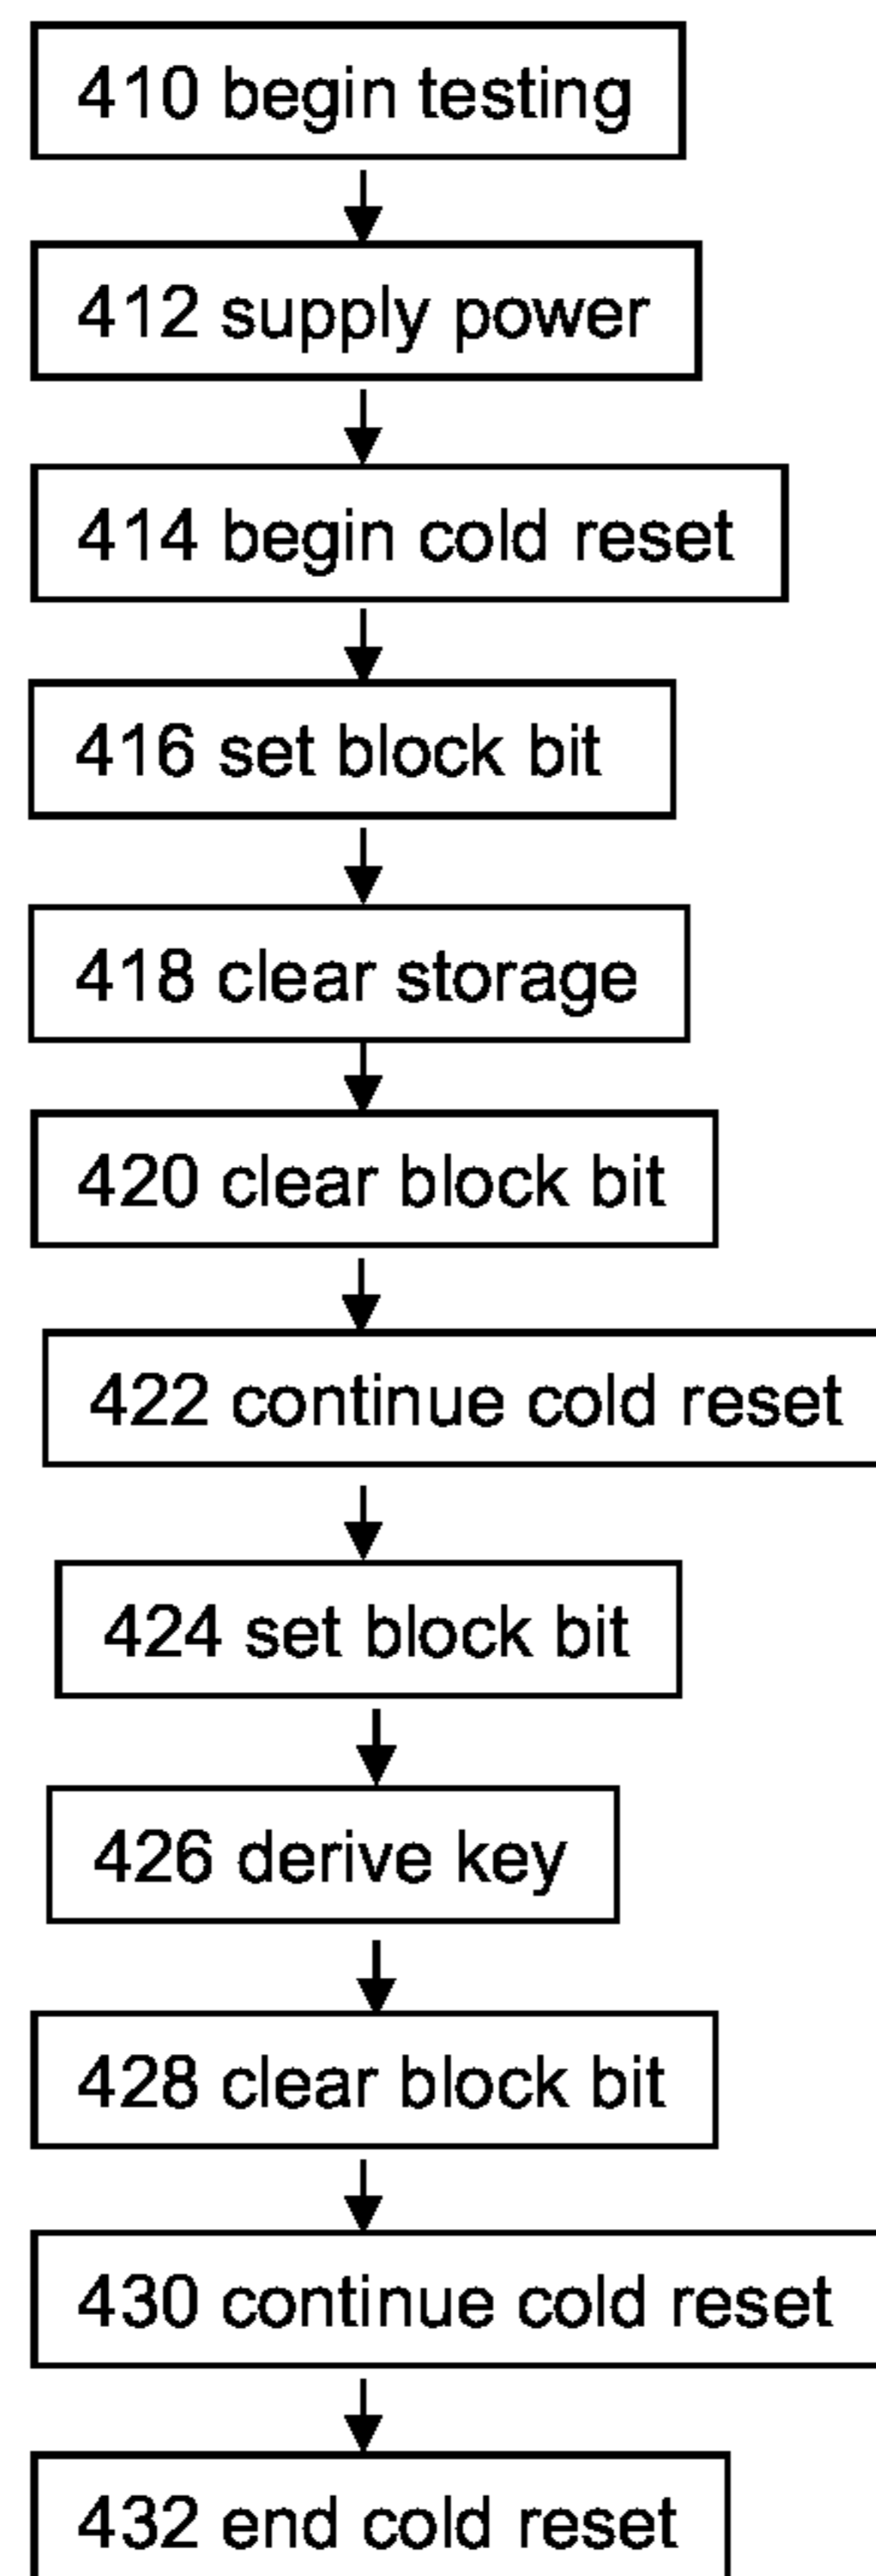 410 begin testing
412 supply power
414 begin cold reset
416 set block bit
418 clear storage
420 clear block bit
422 continue cold reset
424 set block bit
426 derive key
428 clear block bit
430 continue cold reset
432 end cold reset